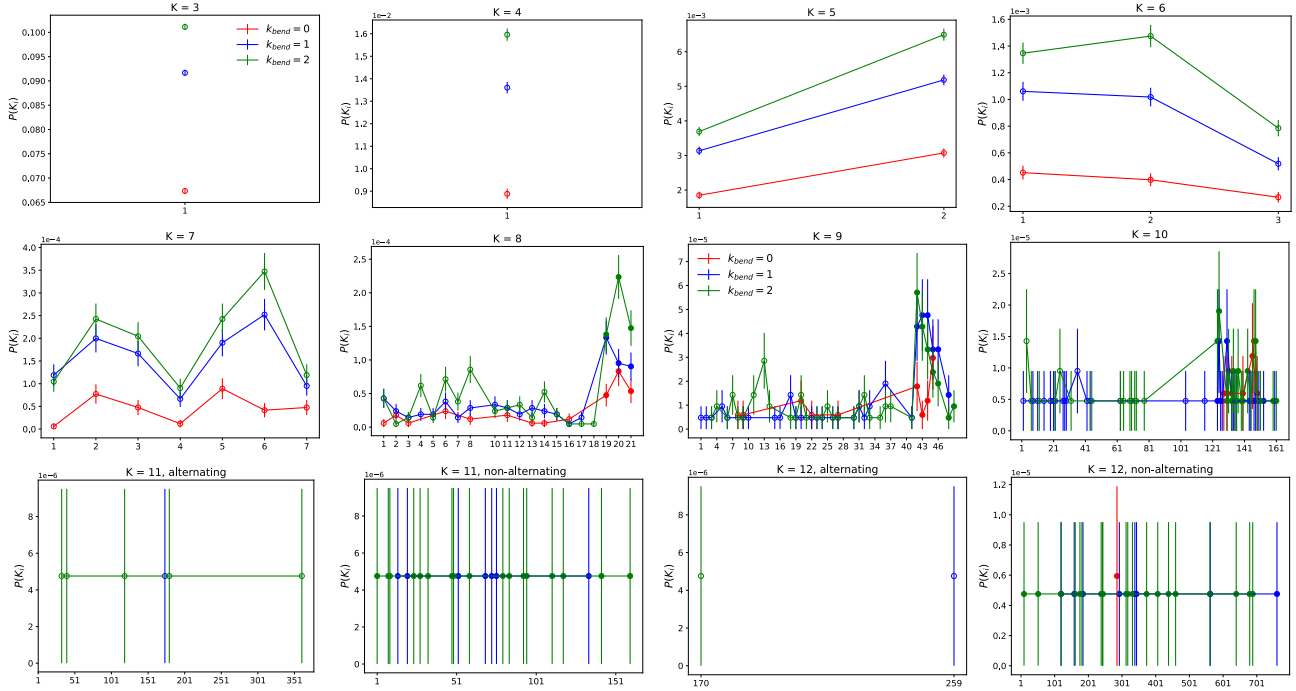 K = 3
P(K_i)
0.100
0.095
0.090
0.085
0.080
0.075
0.070
0.065
1
k_bend = 0
k_bend = 1
k_bend = 2
K = 4
1e−2
P(K_i)
1.6
1.5
1.4
1.3
1.2
1.1
1.0
0.9
1
K = 5
1e−3
P(K_i)
6
5
4
3
2
1 2
K = 6
1e−3
P(K_i)
1.6
1.4
1.2
1.0
0.8
0.6
0.4
0.2
1 2 3
K = 7
1e−4
P(K_i)
4.0
3.5
3.0
2.5
2.0
1.5
1.0
0.5
0.0
1 2 3 4 5 6 7
K = 8
1e−4
P(K_i)
2.5
2.0
1.5
1.0
0.5
0.0
1 2 3 4 5 6 7 8 10 11 12 13 14 15 16 17 18 19 20 21
K = 9
1e−5
P(K_i)
7
6
5
4
3
2
1
0
k_bend = 0
k_bend = 1
k_bend = 2
1 4 7 10 13 16 19 22 25 28 31 34 37 40 43 46
K = 10
1e−5
P(K_i)
3.0
2.5
2.0
1.5
1.0
0.5
0.0
1 21 41 61 81 101 121 141 161
K = 11, alternating
1e−6
P(K_i)
8
6
4
2
0
1 51 101 151 201 251 301 351
K = 11, non-alternating
1e−6
P(K_i)
8
6
4
2
0
1 51 101 151
K = 12, alternating
1e−6
P(K_i)
8
6
4
2
0
170 259
K = 12, non-alternating
1e−5
P(K_i)
1.2
1.0
0.8
0.6
0.4
0.2
0.0
1 101 201 301 401 501 601 701